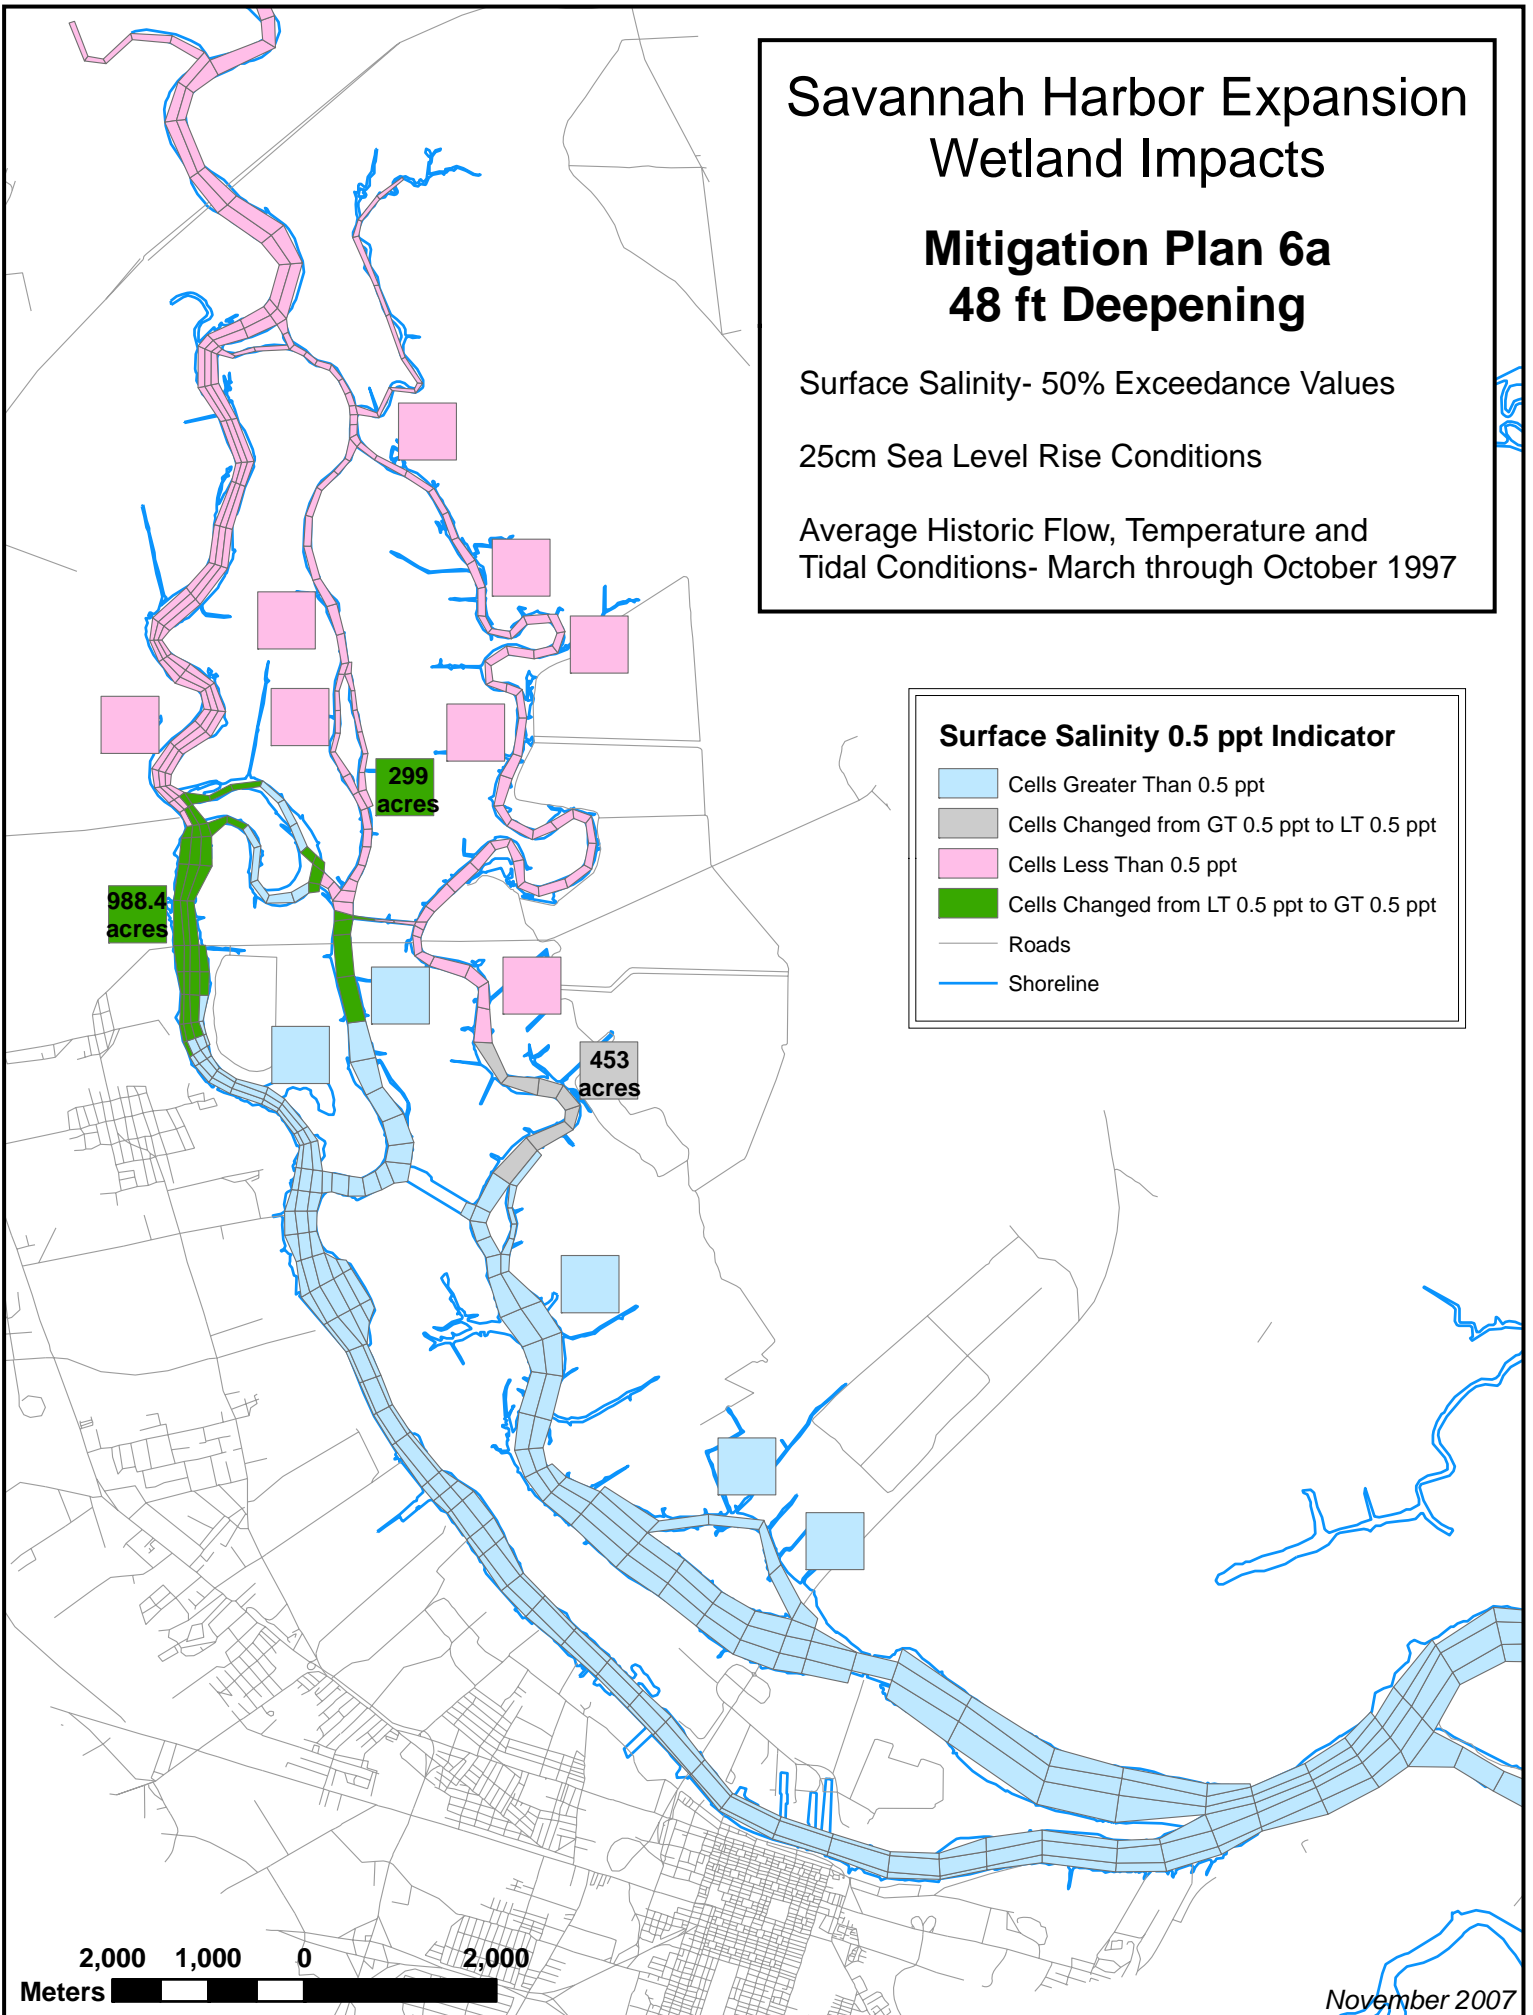 Savannah Harbor Expansion
Wetland Impacts
Mitigation Plan 6a
48 ft Deepening
Surface Salinity- 50% Exceedance Values
25cm Sea Level Rise Conditions
Average Historic Flow, Temperature and
Tidal Conditions- March through October 1997
Surface Salinity 0.5 ppt Indicator
Cells Greater Than 0.5 ppt
Cells Changed from GT 0.5 ppt to LT 0.5 ppt
Cells Less Than 0.5 ppt
Cells Changed from LT 0.5 ppt to GT 0.5 ppt
Roads
Shoreline
299
acres
988.4
acres
453
acres
2,000 1,000 0 2,000
Meters
November 2007